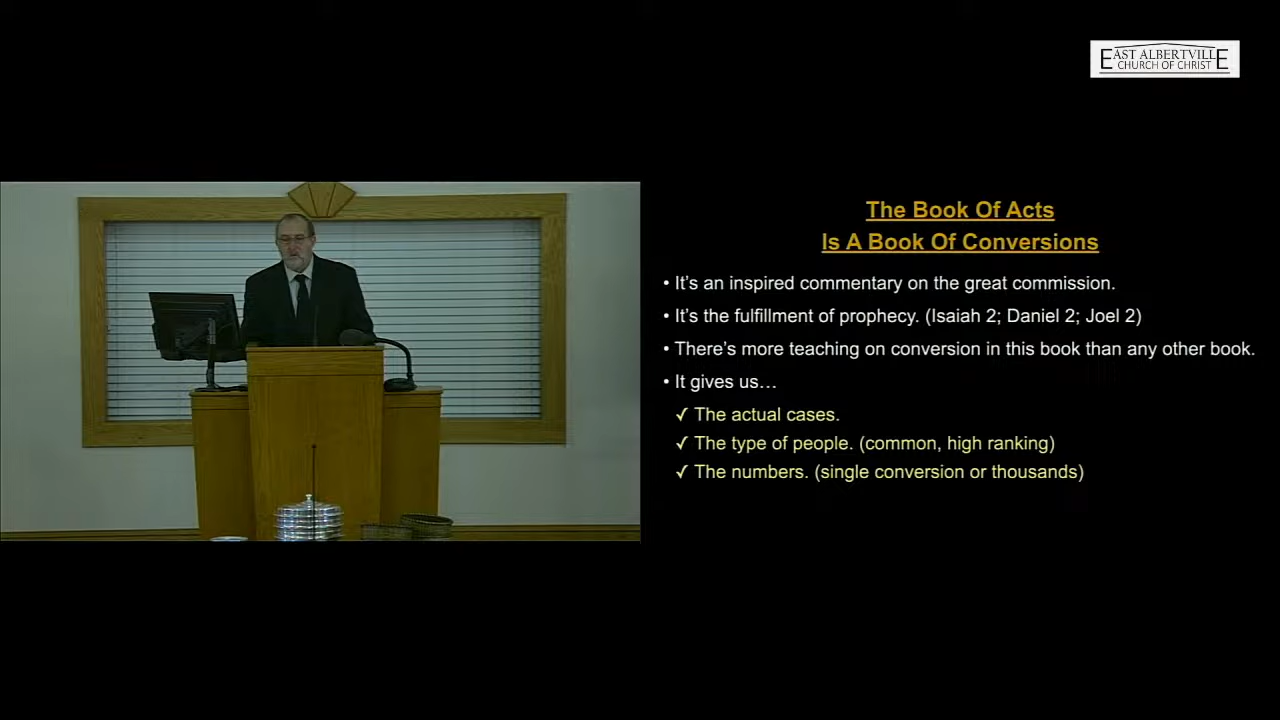 EAST ALBERTVILLE
CHURCH OF CHRIST
The Book Of Acts
Is A Book Of Conversions
• It's an inspired commentary on the great commission.
• It's the fulfillment of prophecy. (Isaiah 2; Daniel 2; Joel 2)
• There's more teaching on conversion in this book than any other book.
• It gives us…
✓ The actual cases.
✓ The type of people. (common, high ranking)
✓ The numbers. (single conversion or thousands)